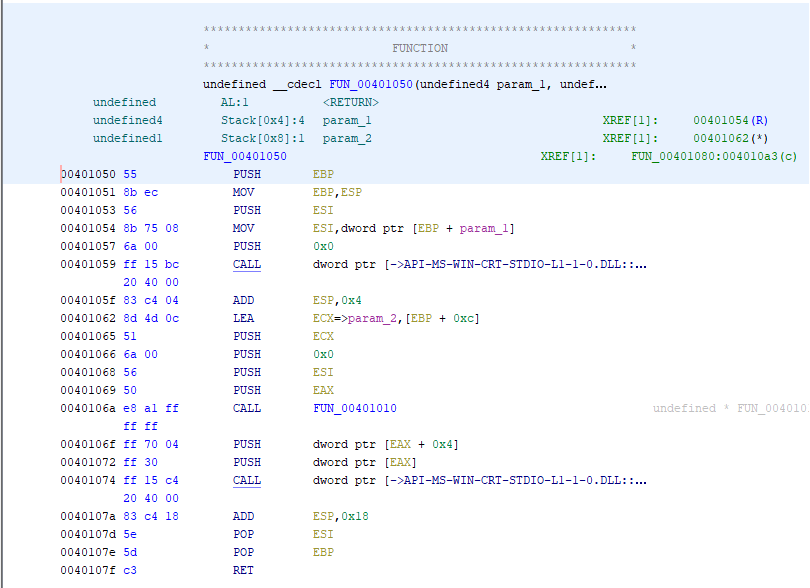 **************************************************************
* FUNCTION *
**************************************************************
undefined __cdecl FUN_00401050(undefined4 param_1, undef...
undefined AL:1 <RETURN>
undefined4 Stack[0x4]:4 param_1 XREF[1]: 00401054(R)
undefined1 Stack[0x8]:1 param_2 XREF[1]: 00401062(*)
FUN_00401050 XREF[1]: FUN_00401080:004010a3(c)
00401050 55 PUSH EBP
00401051 8b ec MOV EBP,ESP
00401053 56 PUSH ESI
00401054 8b 75 08 MOV ESI,dword ptr [EBP + param_1]
00401057 6a 00 PUSH 0x0
00401059 ff 15 bc CALL dword ptr [->API-MS-WIN-CRT-STDIO-L1-1-0.DLL::...
20 40 00
0040105f 83 c4 04 ADD ESP,0x4
00401062 8d 4d 0c LEA ECX=>param_2,[EBP + 0xc]
00401065 51 PUSH ECX
00401066 6a 00 PUSH 0x0
00401068 56 PUSH ESI
00401069 50 PUSH EAX
0040106a e8 a1 ff CALL FUN_00401010 undefined * FUN_004010
ff ff
0040106f ff 70 04 PUSH dword ptr [EAX + 0x4]
00401072 ff 30 PUSH dword ptr [EAX]
00401074 ff 15 c4 CALL dword ptr [->API-MS-WIN-CRT-STDIO-L1-1-0.DLL::...
20 40 00
0040107a 83 c4 18 ADD ESP,0x18
0040107d 5e POP ESI
0040107e 5d POP EBP
0040107f c3 RET